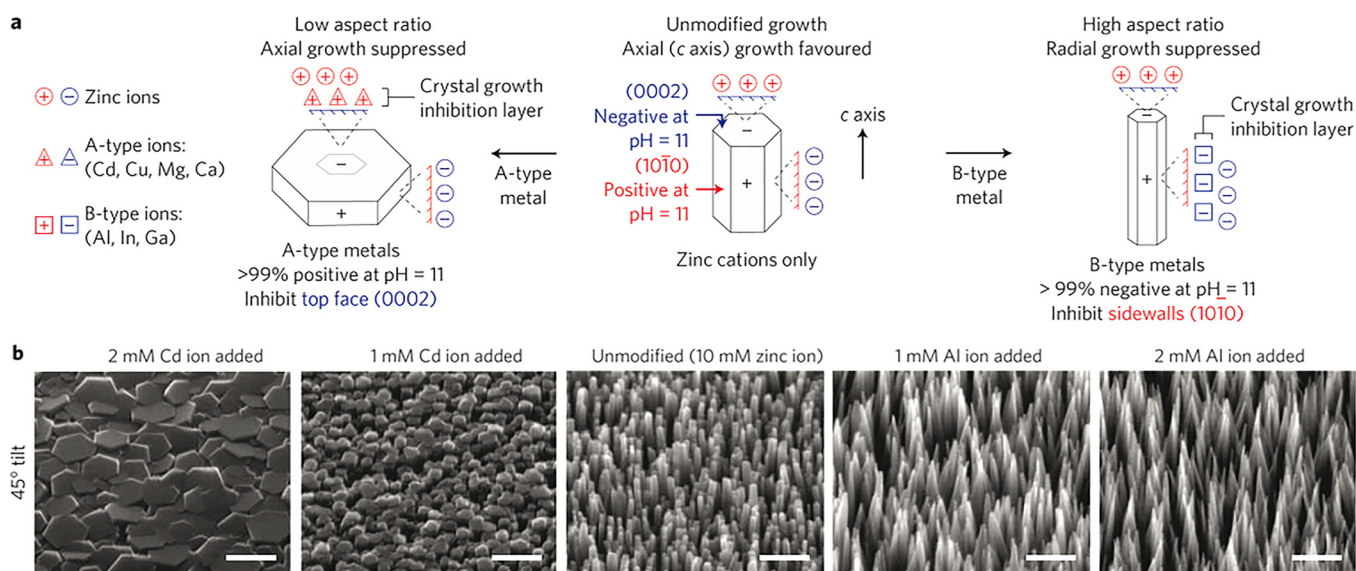 a
Low aspect ratio
Axial growth suppressed
Unmodified growth
Axial (c axis) growth favoured
High aspect ratio
Radial growth suppressed
+ − Zinc ions
+ − A-type ions:
(Cd, Cu, Mg, Ca)
+ − B-type ions:
(Al, In, Ga)
+ + +
+ + +
Crystal growth
inhibition layer
−
+
−
−
−
A-type metals
>99% positive at pH = 11
Inhibit top face (0002)
A-type
metal
(0002)
Negative at
pH = 11
(101̅0)
Positive at
pH = 11
+ + +
−
+
−
−
−
Zinc cations only
c axis
B-type
metal
+ + +
−
+
Crystal growth
inhibition layer
−
−
−
−
−
−
B-type metals
> 99% negative at pH = 11
Inhibit sidewalls (101̅0)
b
2 mM Cd ion added
1 mM Cd ion added
Unmodified (10 mM zinc ion)
1 mM Al ion added
2 mM Al ion added
45° tilt